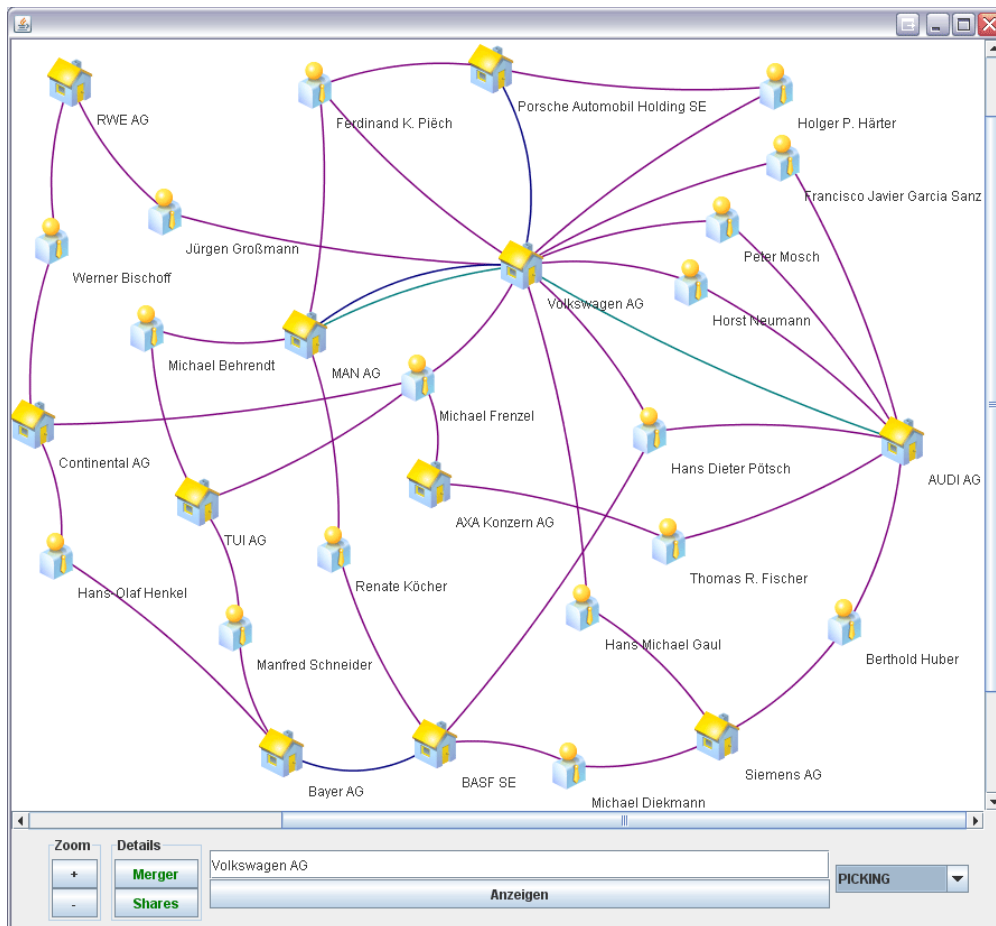 Porsche Automobil Holding SE
RWE AG
Ferdinand K. Piëch
Holger P. Härter
Francisco Javier Garcia Sanz
Jürgen Großmann
Peter Mosch
Werner Bischoff
Volkswagen AG
Horst Neumann
Michael Behrendt
MAN AG
Michael Frenzel
Continental AG
Hans Dieter Pötsch
AUDI AG
AXA Konzern AG
TUI AG
Thomas R. Fischer
Renate Köcher
Hans-Olaf Henkel
Hans Michael Gaul
Berthold Huber
Manfred Schneider
Siemens AG
BASF SE
Bayer AG
Michael Diekmann
Zoom
Details
+
Merger
Volkswagen AG
PICKING
-
Shares
Anzeigen